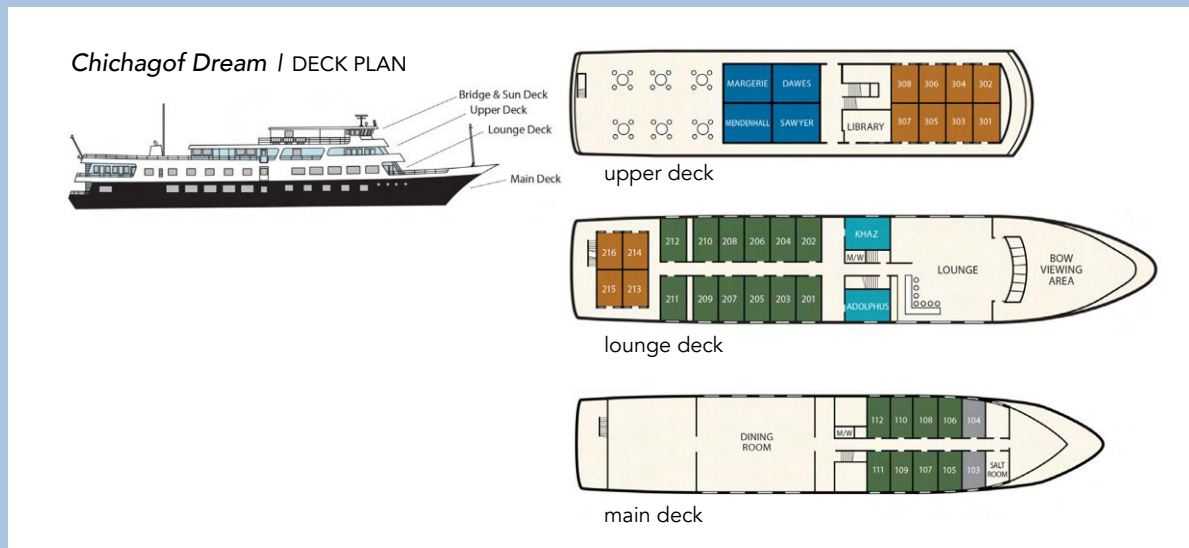 Chichagof Dream | DECK PLAN
Bridge & Sun Deck
Upper Deck
Lounge Deck
Main Deck
MARGERIE DAWES
MENDENHALL SAWYER
LIBRARY
308 306 304 302
307 305 303 301
upper deck
216 214
215 213
212 210 208 206 204 202
211 209 207 205 203 201
KHAZ
M/W
ADOLPHUS
LOUNGE
BOW
VIEWING
AREA
lounge deck
DINING
ROOM
M/W
112 110 108 106 104
111 109 107 105 103
SALT
ROOM
main deck